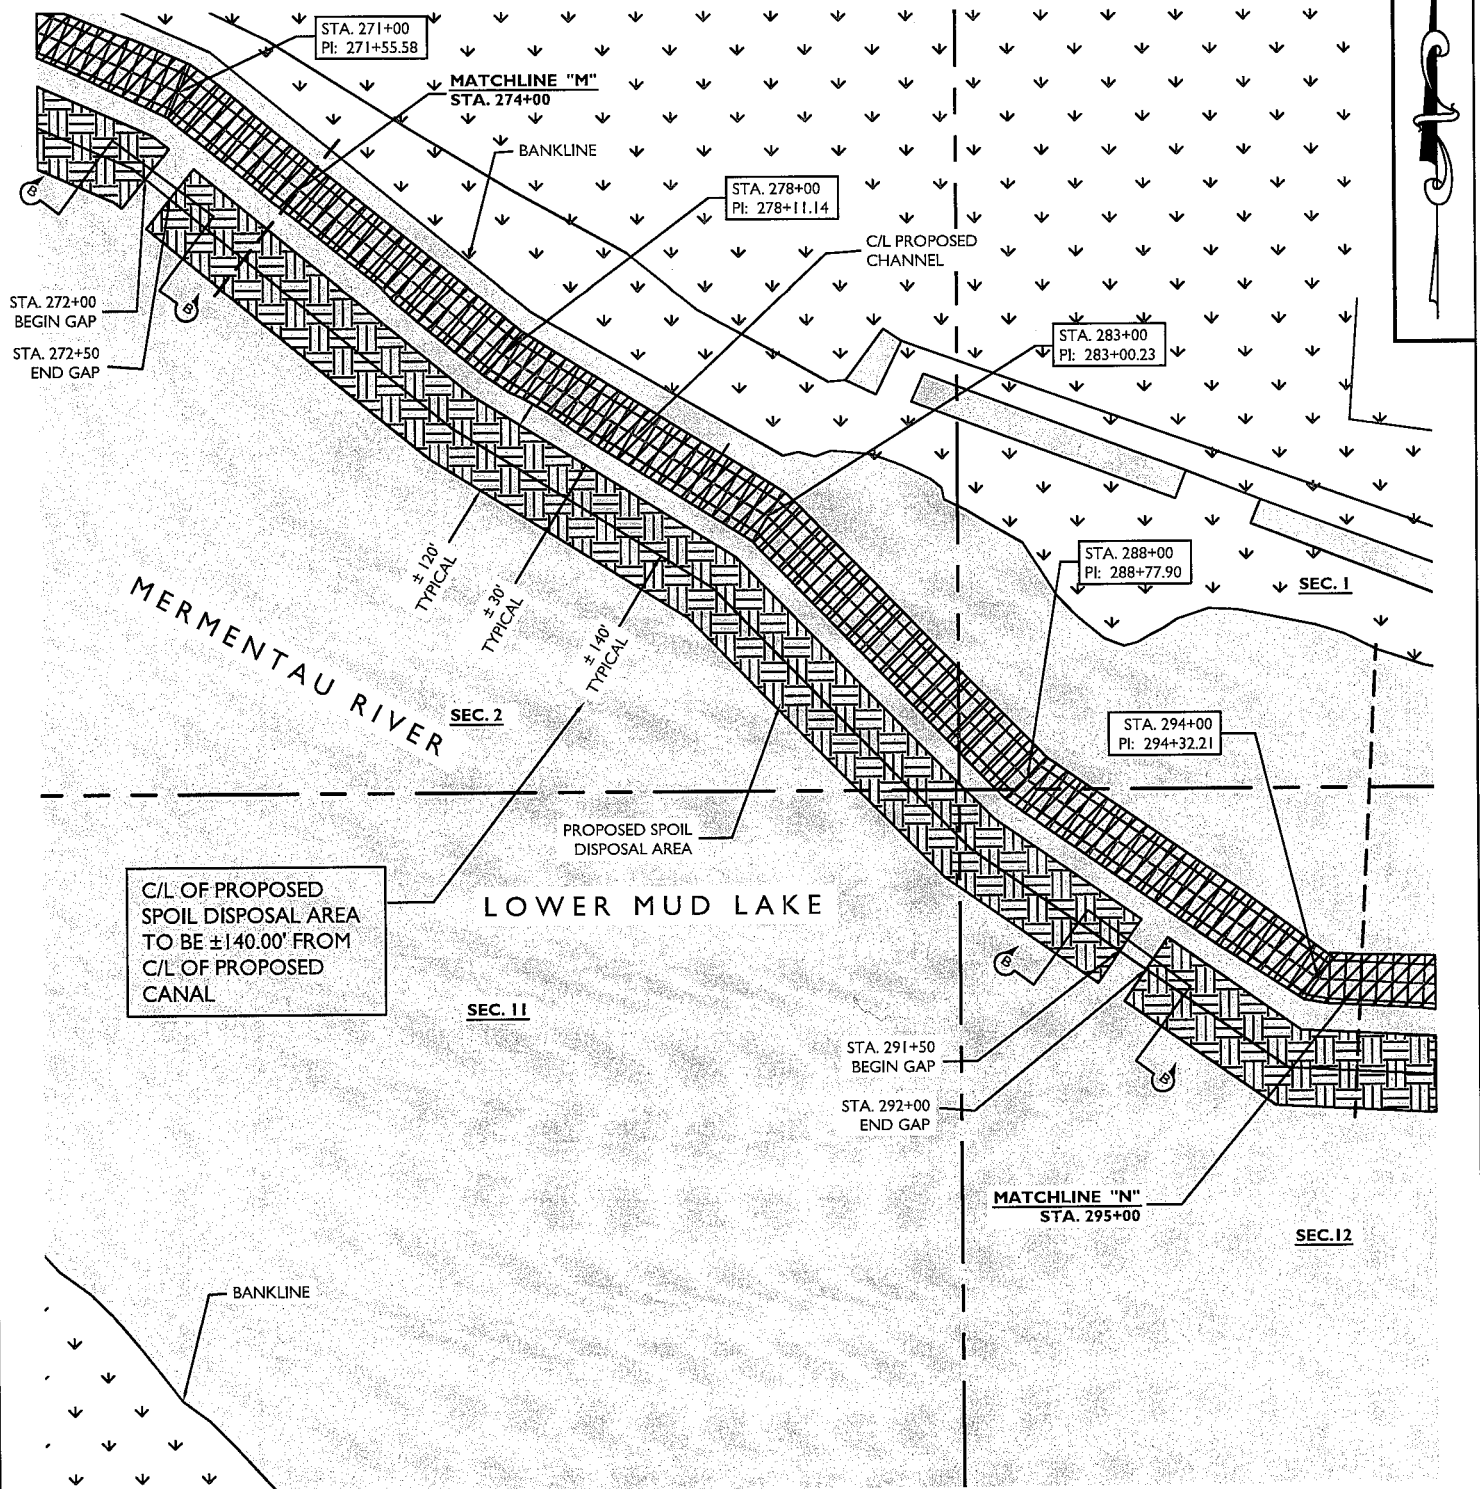 STA. 271+00
PI: 271+55.58
MATCHLINE "M"
STA. 274+00
BANKLINE
STA. 278+00
PI: 278+11.14
C/L PROPOSED
CHANNEL
B
B
STA. 272+00
BEGIN GAP
STA. 272+50
END GAP
STA. 283+00
PI: 283+00.23
STA. 288+00
PI: 288+77.90
SEC. 1
± 120'
TYPICAL
± 30'
TYPICAL
± 140'
TYPICAL
MERMENTAU RIVER
SEC. 2
STA. 294+00
PI: 294+32.21
PROPOSED SPOIL
DISPOSAL AREA
C/L OF PROPOSED
SPOIL DISPOSAL AREA
TO BE ±140.00' FROM
C/L OF PROPOSED
CANAL
LOWER MUD LAKE
B
SEC. 11
STA. 291+50
BEGIN GAP
B
STA. 292+00
END GAP
MATCHLINE "N"
STA. 295+00
SEC.12
BANKLINE